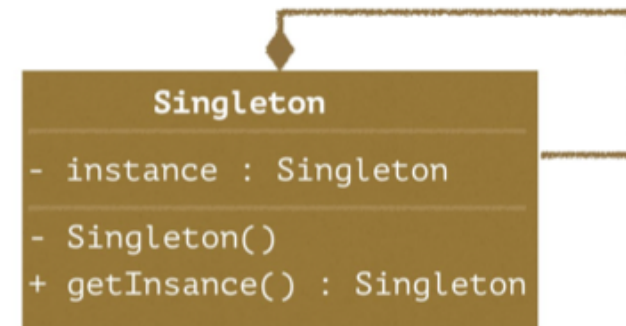 Singleton
- instance : Singleton
- Singleton()
+ getInsance() : Singleton